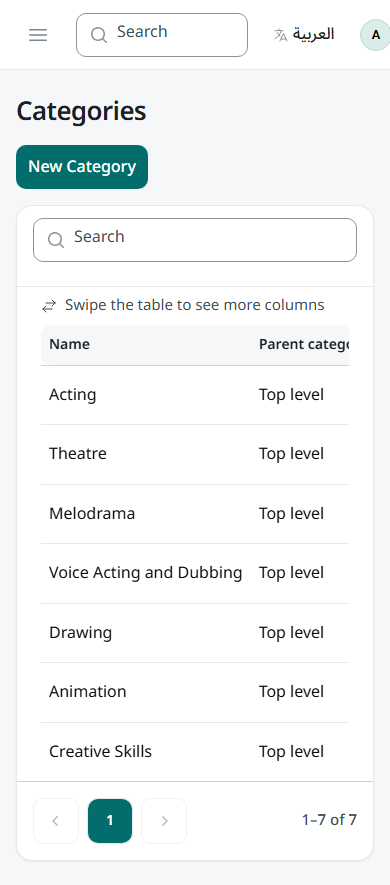 Search
العربية
A
Categories
New Category
Search
Swipe the table to see more columns
Name Parent catego
Acting Top level
Theatre Top level
Melodrama Top level
Voice Acting and Dubbing Top level
Drawing Top level
Animation Top level
Creative Skills Top level
1 1–7 of 7